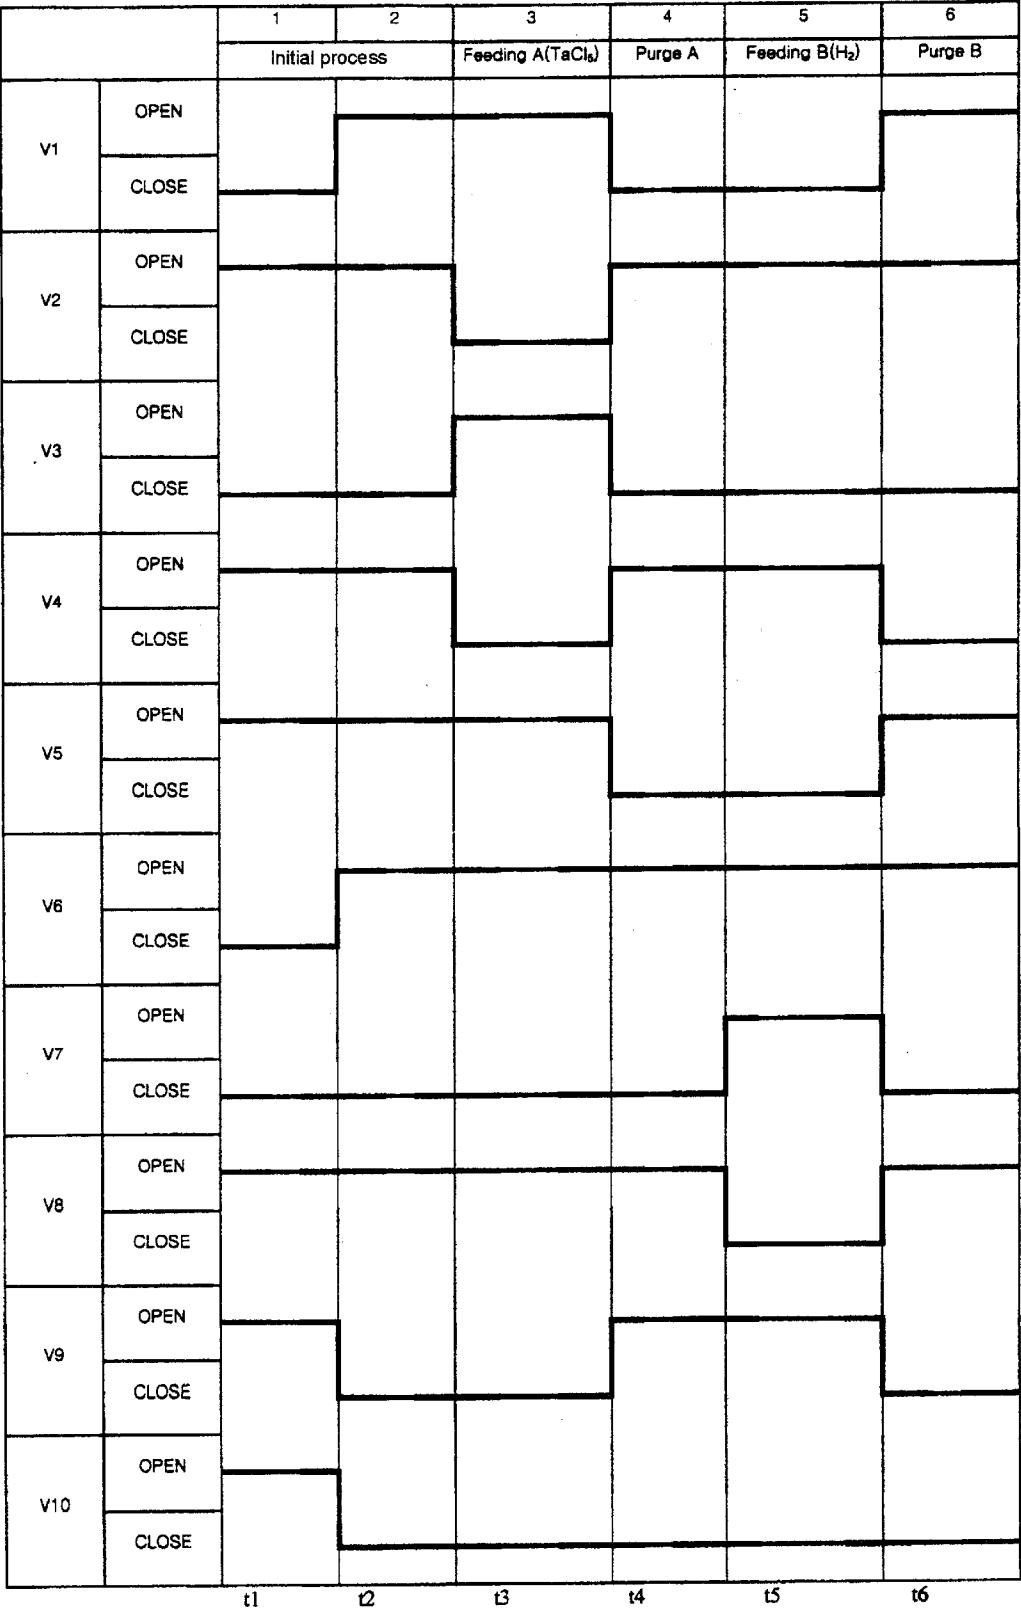 1 2 3 4 5 6
Initial process Feeding A(TaCl₅) Purge A Feeding B(H₂) Purge B
OPEN
V1
CLOSE
OPEN
V2
CLOSE
OPEN
V3
CLOSE
OPEN
V4
CLOSE
OPEN
V5
CLOSE
OPEN
V6
CLOSE
OPEN
V7
CLOSE
OPEN
V8
CLOSE
OPEN
V9
CLOSE
OPEN
V10
CLOSE
t1 t2 t3 t4 t5 t6